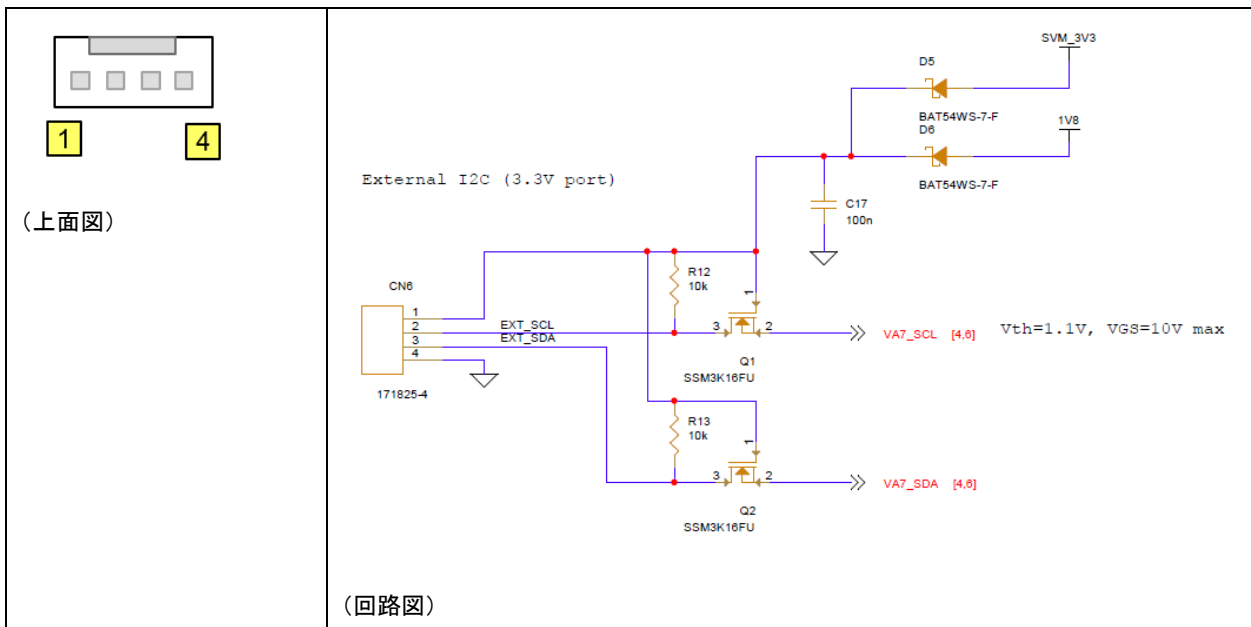 1
4
(上面図)
SVM_3V3
D5
BAT54WS-7-F
D6
1V8
BAT54WS-7-F
External I2C (3.3V port)
C17
100n
CN6
R12
10k
1
1
2
3
4
EXT_SCL
EXT_SDA
3
2
VA7_SCL [4,6]
Vth=1.1V, VGS=10V max
Q1
SSM3K16FU
171825-4
R13
10k
1
3
2
VA7_SDA [4,6]
Q2
SSM3K16FU
(回路図)